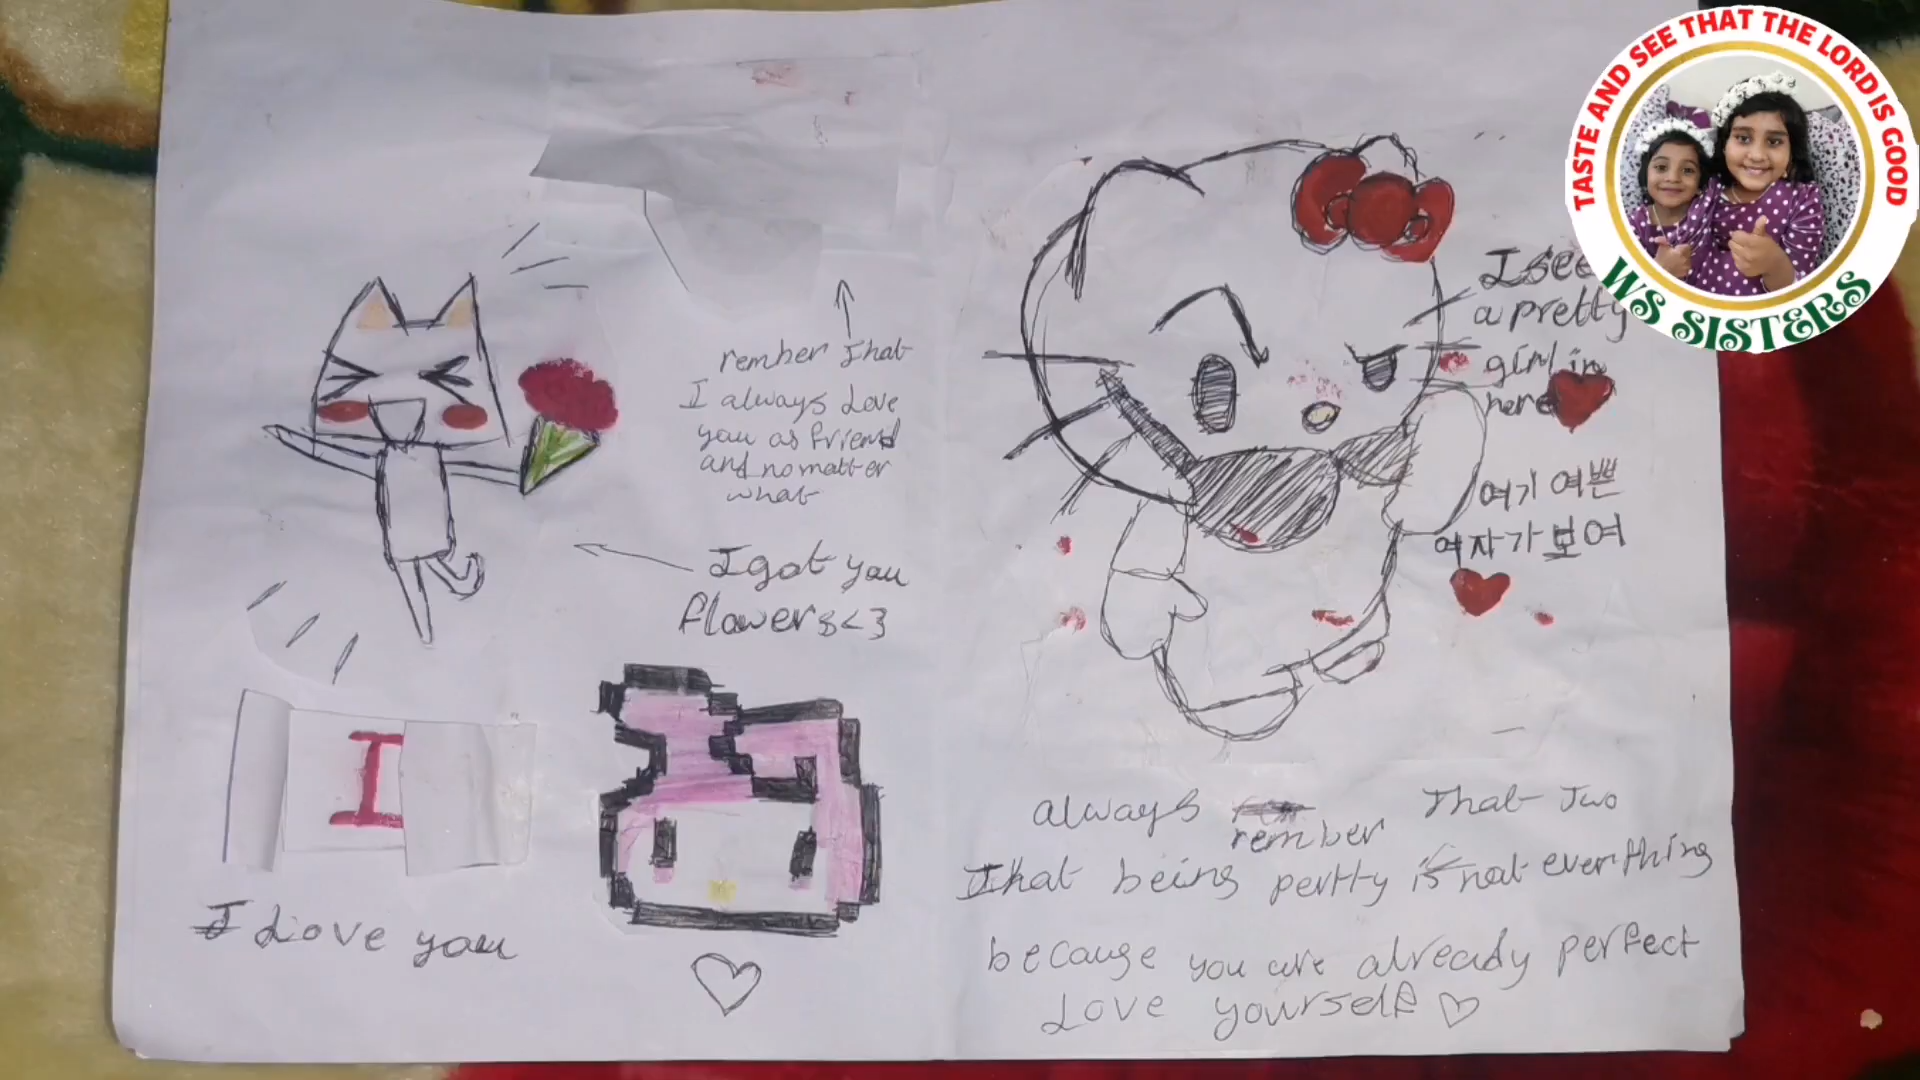 rember that
I always Love
you as friend
and no matter
what
I got you
flowers<3
I
I Love you
I see
a pretty
girl in
here
여기 여쁜
여자가 보여
always rember That Two
That being pertty is not everthing
because you are already perfect
Love yourself
TASTE AND SEE THAT THE LORD IS GOOD
WS SISTERS